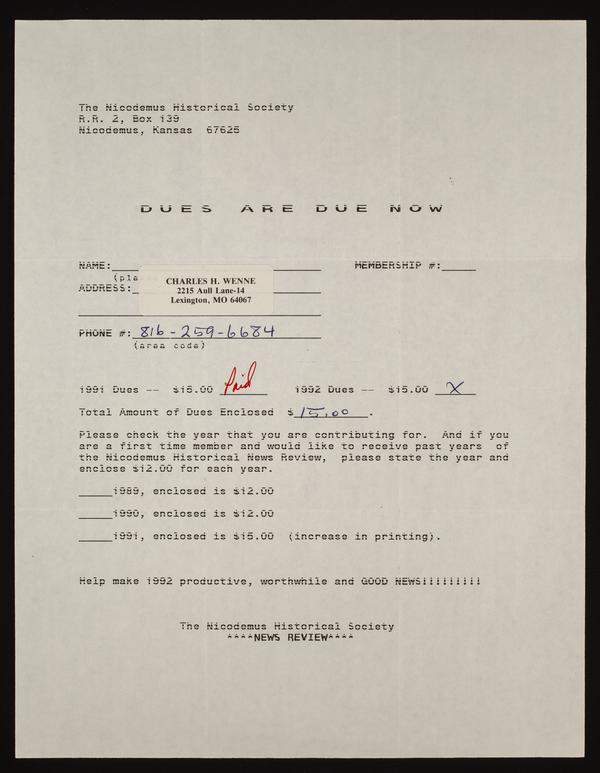 The Nicodemus Historical Society
R.R. 2, Box 139
Nicodemus, Kansas 67625
DUES ARE DUE NOW
NAME: MEMBERSHIP #:
(plea
CHARLES H. WENNE
ADDRESS: 2215 Aull Lane-14
Lexington, MO 64067
PHONE #: 816-259-6684
(area code)
1991 Dues -- $15.00 Paid 1992 Dues -- $15.00 X
Total Amount of Dues Enclosed $ 15.00.
Please check the year that you are contributing for. And if you
are a first time member and would like to receive past years of
the Nicodemus Historical News Review, please state the year and
enclose $12.00 for each year.
_____1989, enclosed is $12.00
_____1990, enclosed is $12.00
_____1991, enclosed is $15.00 (increase in printing).
Help make 1992 productive, worthwhile and GOOD NEWS!!!!!!!!!
The Nicodemus Historical Society
****NEWS REVIEW****